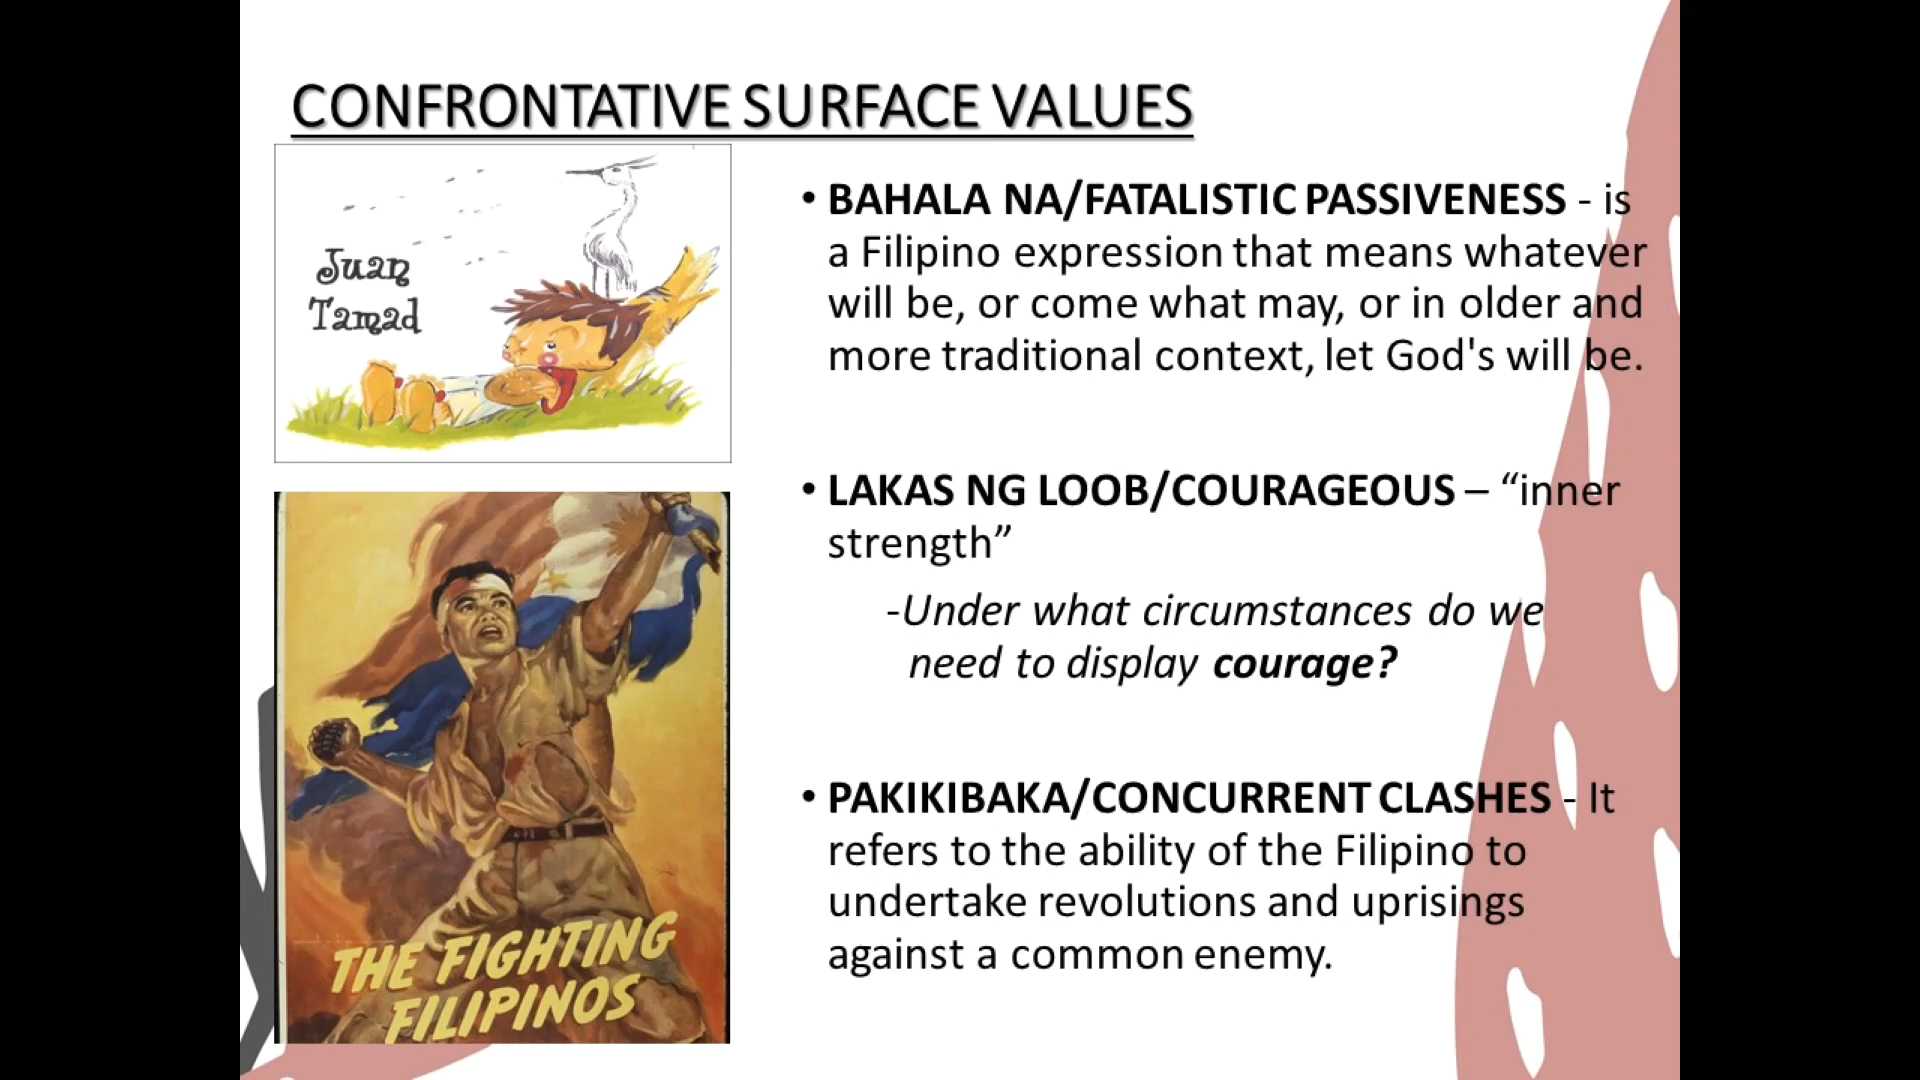 CONFRONTATIVE SURFACE VALUES
Juan
Tamad
• BAHALA NA/FATALISTIC PASSIVENESS - is
a Filipino expression that means whatever
will be, or come what may, or in older and
more traditional context, let God's will be.
• LAKAS NG LOOB/COURAGEOUS – “inner
strength”
-Under what circumstances do we
need to display courage?
• PAKIKIBAKA/CONCURRENT CLASHES - It
refers to the ability of the Filipino to
undertake revolutions and uprisings
against a common enemy.
THE FIGHTING
FILIPINOS